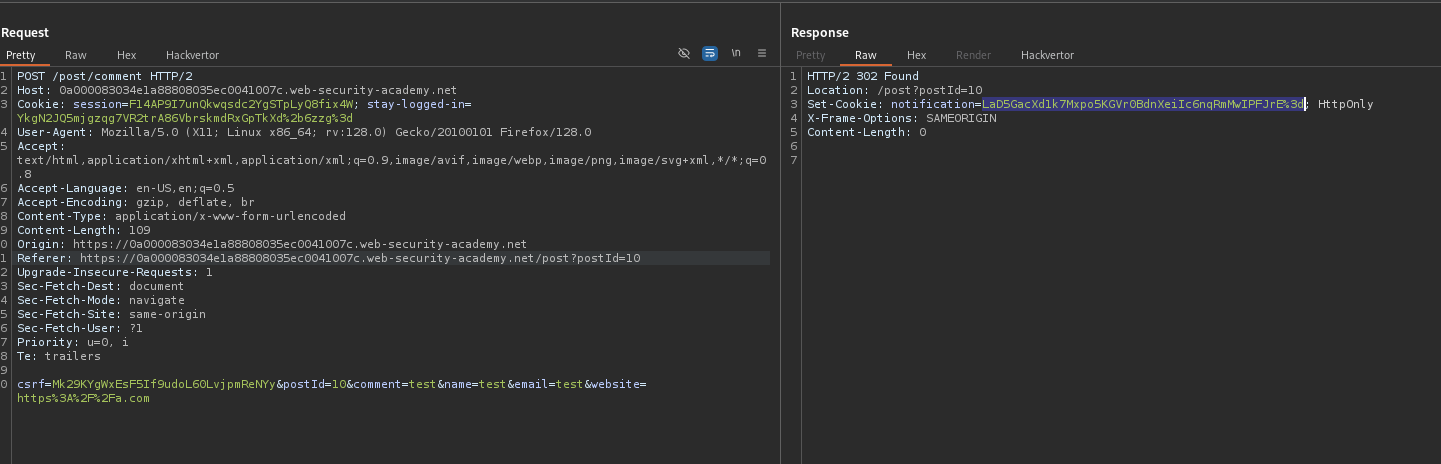 Request
Pretty Raw Hex Hackvertor \n
1 POST /post/comment HTTP/2
2 Host: 0a000083034e1a88808035ec0041007c.web-security-academy.net
3 Cookie: session=F14AP9I7unQkwqsdc2YgSTpLyQ8fix4W; stay-logged-in=
YkgN2JQ5mjgzqg7VR2trA86VbrskmdRxGpTkXd%2b6zzg%3d
4 User-Agent: Mozilla/5.0 (X11; Linux x86_64; rv:128.0) Gecko/20100101 Firefox/128.0
5 Accept:
text/html,application/xhtml+xml,application/xml;q=0.9,image/avif,image/webp,image/png,image/svg+xml,*/*;q=0
.8
6 Accept-Language: en-US,en;q=0.5
7 Accept-Encoding: gzip, deflate, br
8 Content-Type: application/x-www-form-urlencoded
9 Content-Length: 109
0 Origin: https://0a000083034e1a88808035ec0041007c.web-security-academy.net
1 Referer: https://0a000083034e1a88808035ec0041007c.web-security-academy.net/post?postId=10
2 Upgrade-Insecure-Requests: 1
3 Sec-Fetch-Dest: document
4 Sec-Fetch-Mode: navigate
5 Sec-Fetch-Site: same-origin
6 Sec-Fetch-User: ?1
7 Priority: u=0, i
8 Te: trailers
9
0 csrf=Mk29KYgWxEsF5If9udoL60LvjpmReNYy&postId=10&comment=test&name=test&email=test&website=
https%3A%2F%2Fa.com
Response
Pretty Raw Hex Render Hackvertor
1 HTTP/2 302 Found
2 Location: /post?postId=10
3 Set-Cookie: notification=LaD5GacXd1k7Mxpo5KGVr0BdnXeiIc6nqRmMwIPFJrE%3d; HttpOnly
4 X-Frame-Options: SAMEORIGIN
5 Content-Length: 0
6
7